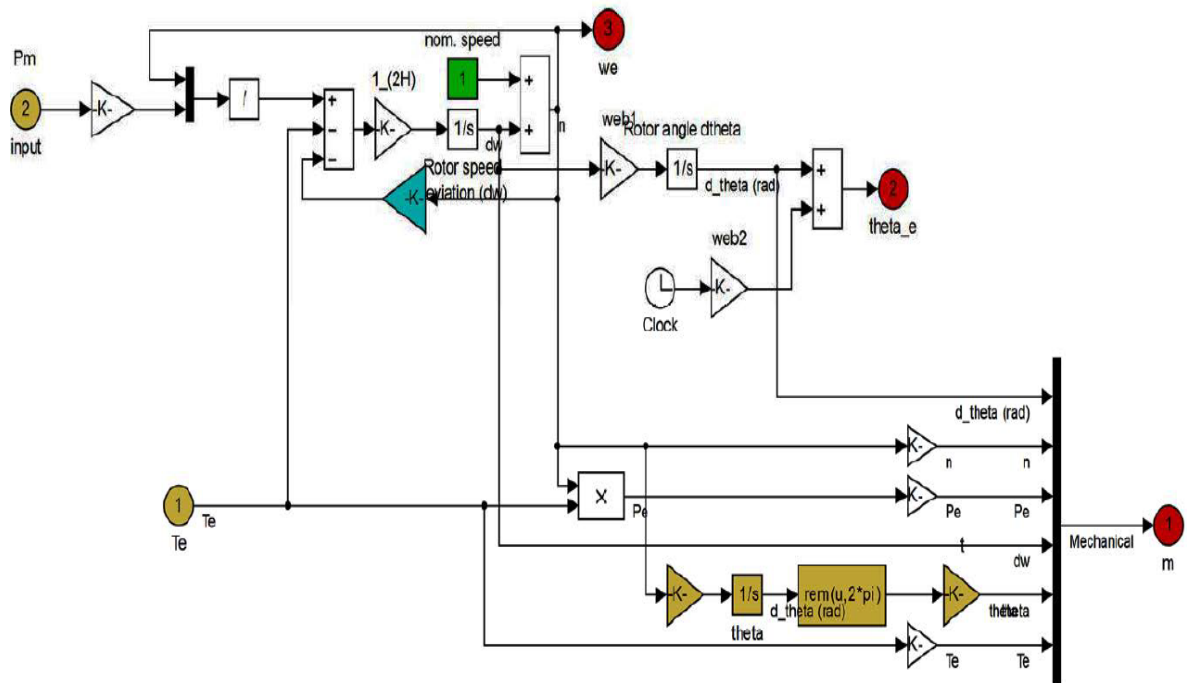 3
Pm
nom. speed
we
1_(2H)
1
+
2
-K-
/
+
web1
Rotor angle dtheta
input
-K-
1/s
+
n
-
dw
-K-
1/s
+
-
Rotor speed
d_theta (rad)
2
-K-
eviation (dw)
+
theta_e
web2
-K-
Clock
d_theta (rad)
K-
n
n
1
Te
X
Pe
K-
Pe
Pe
1
Te
t
dw
Mechanical
m
-K-
1/s
rem(u,2*pi)
-K-
d_theta (rad)
theta
theta
K-
Te
Te